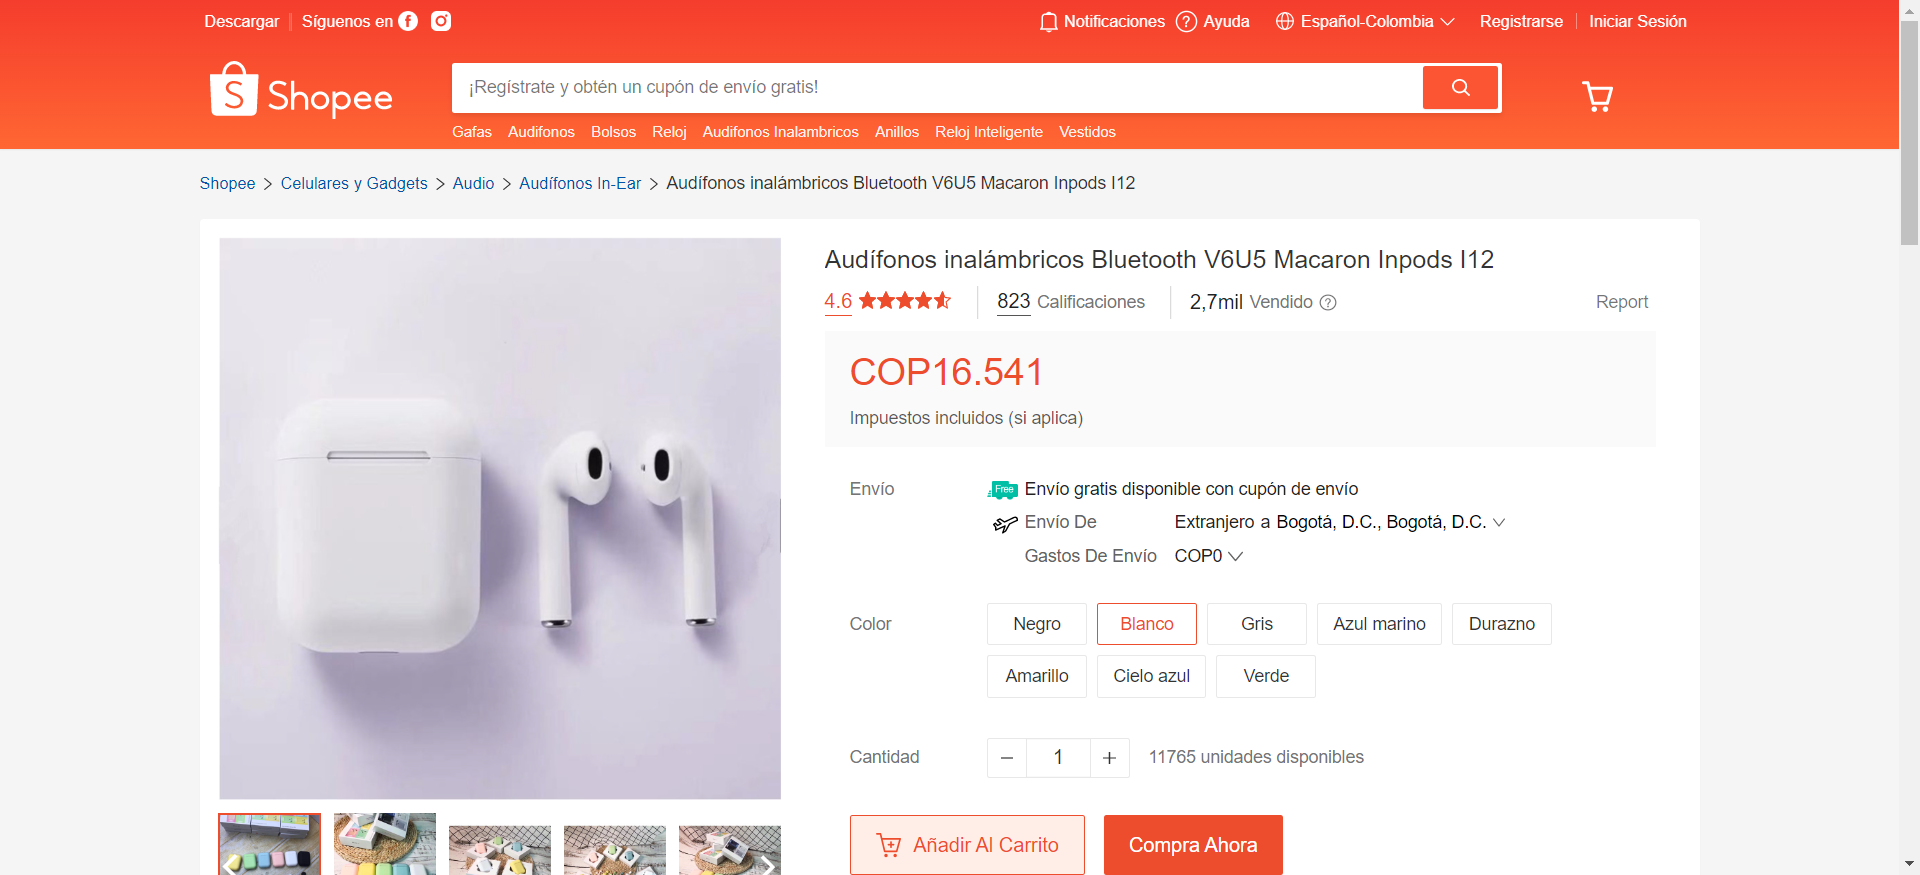 Descargar Síguenos en
Notificaciones Ayuda Español-Colombia Registrarse Iniciar Sesión
Shopee
¡Regístrate y obtén un cupón de envío gratis!
Gafas Audifonos Bolsos Reloj Audifonos Inalambricos Anillos Reloj Inteligente Vestidos
Shopee > Celulares y Gadgets > Audio > Audífonos In-Ear > Audífonos inalámbricos Bluetooth V6U5 Macaron Inpods I12
Audífonos inalámbricos Bluetooth V6U5 Macaron Inpods I12
4.6 823 Calificaciones 2,7mil Vendido Report
COP16.541
Impuestos incluidos (si aplica)
Envío Free Envío gratis disponible con cupón de envío
Envío De Extranjero a Bogotá, D.C., Bogotá, D.C.
Gastos De Envío COP0
Color Negro Blanco Gris Azul marino Durazno
Amarillo Cielo azul Verde
Cantidad 1 11765 unidades disponibles
Añadir Al Carrito Compra Ahora